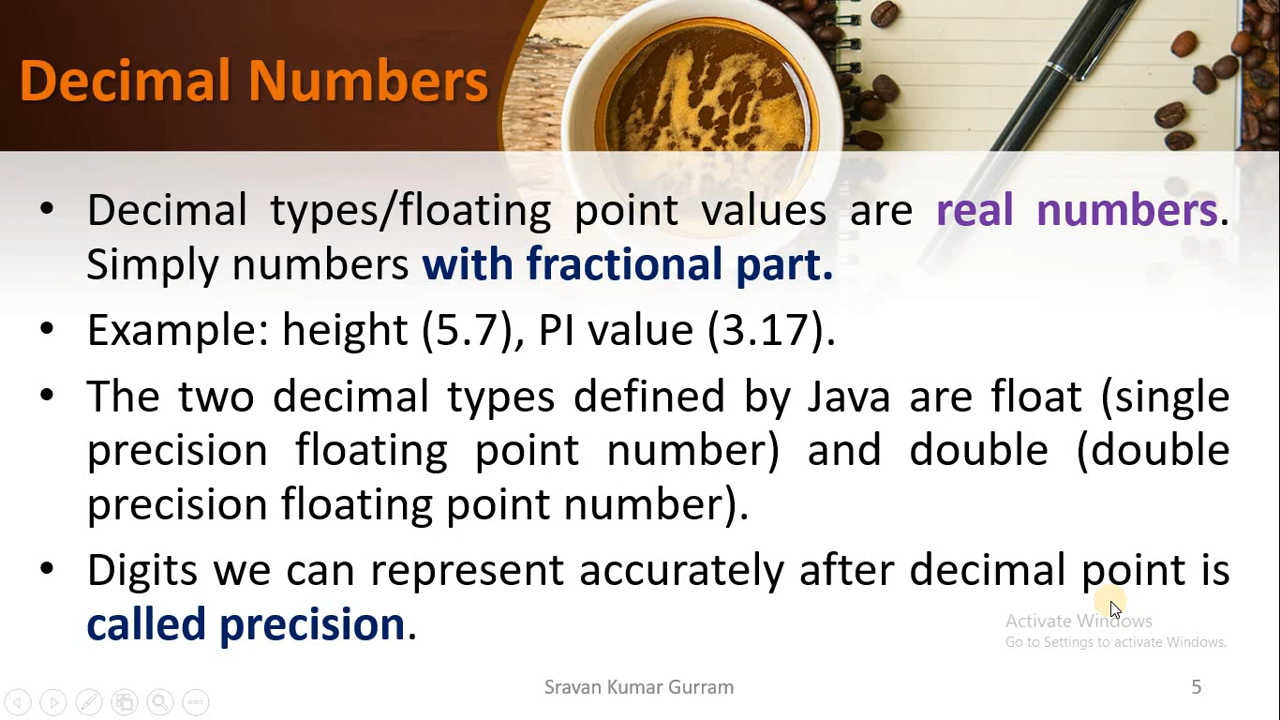 Decimal Numbers
• Decimal types/floating point values are real numbers.
Simply numbers with fractional part.
• Example: height (5.7), PI value (3.17).
• The two decimal types defined by Java are float (single
precision floating point number) and double (double
precision floating point number).
• Digits we can represent accurately after decimal point is
called precision.
Activate Windows
Go to Settings to activate Windows.
Sravan Kumar Gurram
5